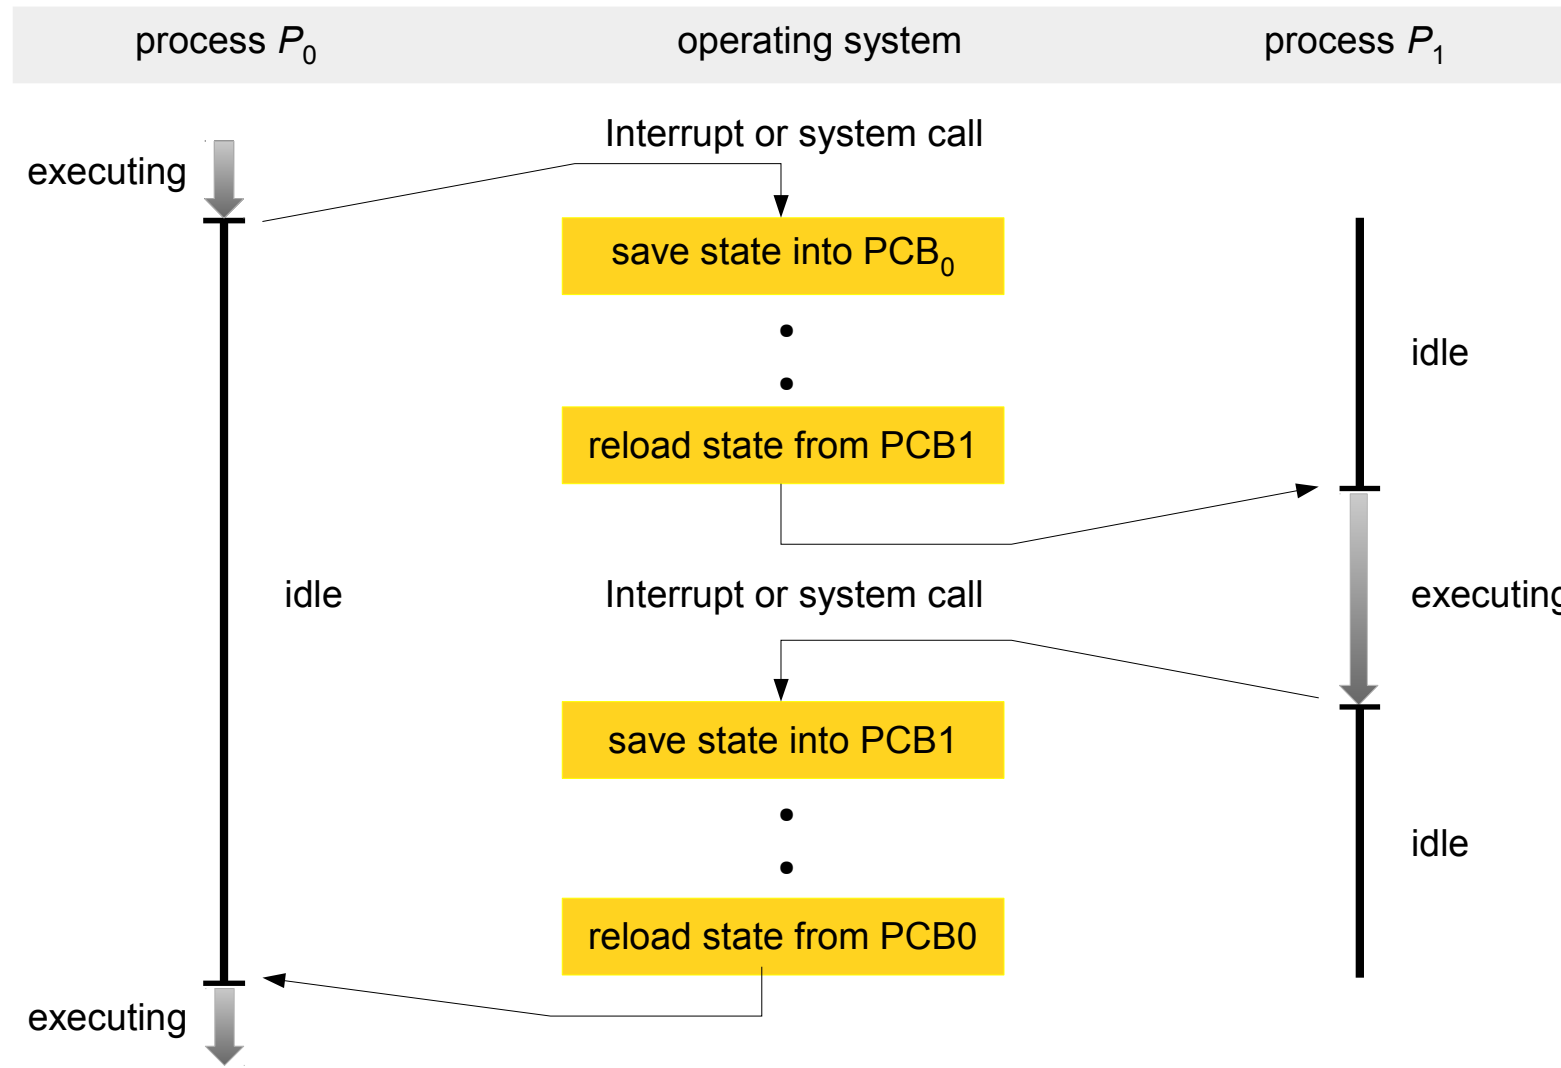 process P₀ operating system process P₁
Interrupt or system call
executing
save state into PCB₀
idle
reload state from PCB1
idle Interrupt or system call executing
save state into PCB1
idle
reload state from PCB0
executing